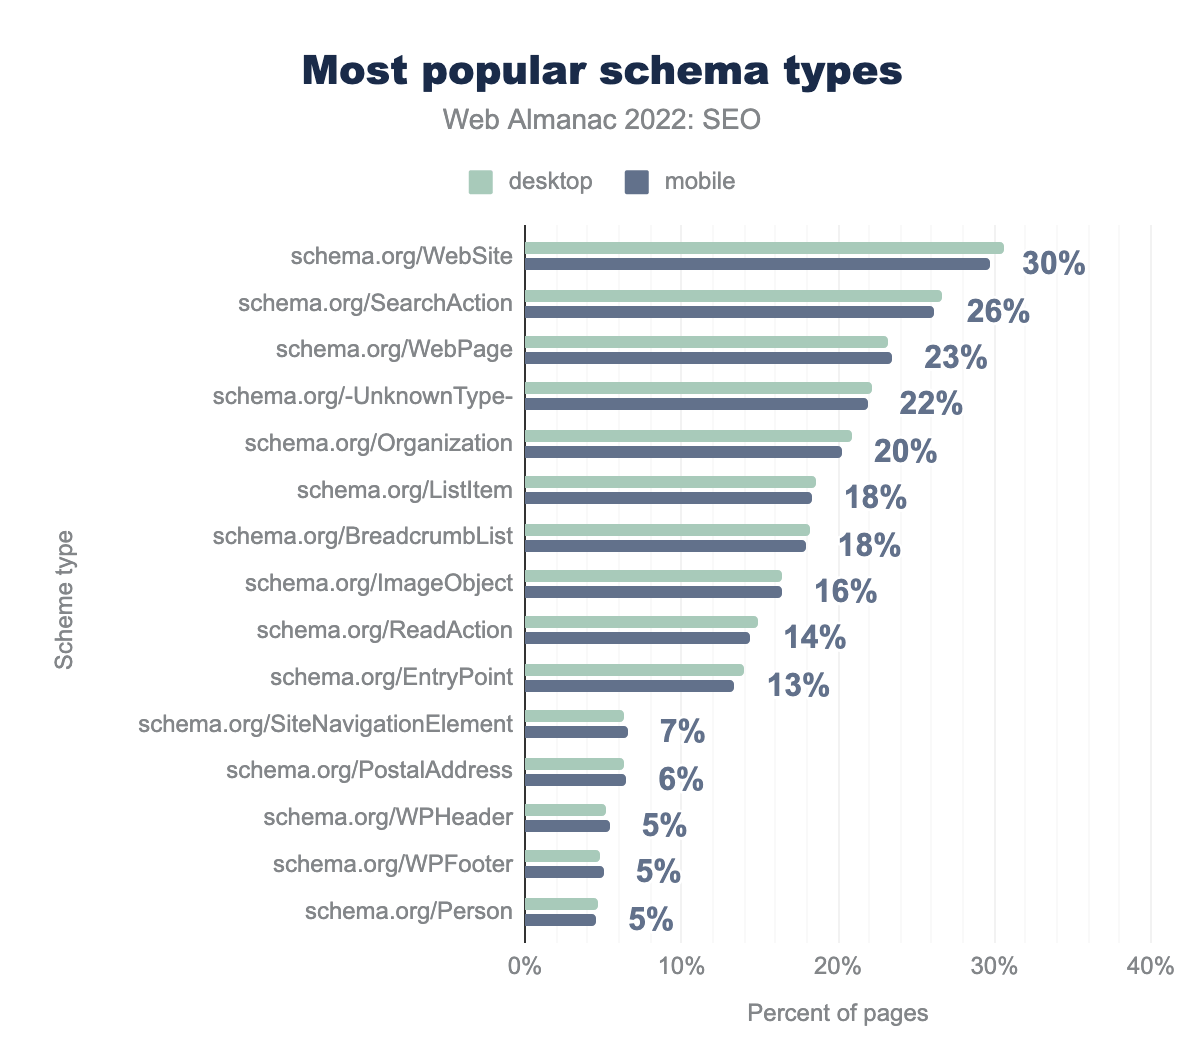 Most popular schema types
Web Almanac 2022: SEO
desktop mobile
schema.org/WebSite 30%
schema.org/SearchAction 26%
schema.org/WebPage 23%
schema.org/-UnknownType- 22%
schema.org/Organization 20%
schema.org/ListItem 18%
schema.org/BreadcrumbList 18%
schema.org/ImageObject 16%
schema.org/ReadAction 14%
schema.org/EntryPoint 13%
schema.org/SiteNavigationElement 7%
schema.org/PostalAddress 6%
schema.org/WPHeader 5%
schema.org/WPFooter 5%
schema.org/Person 5%
Scheme type
0% 10% 20% 30% 40%
Percent of pages